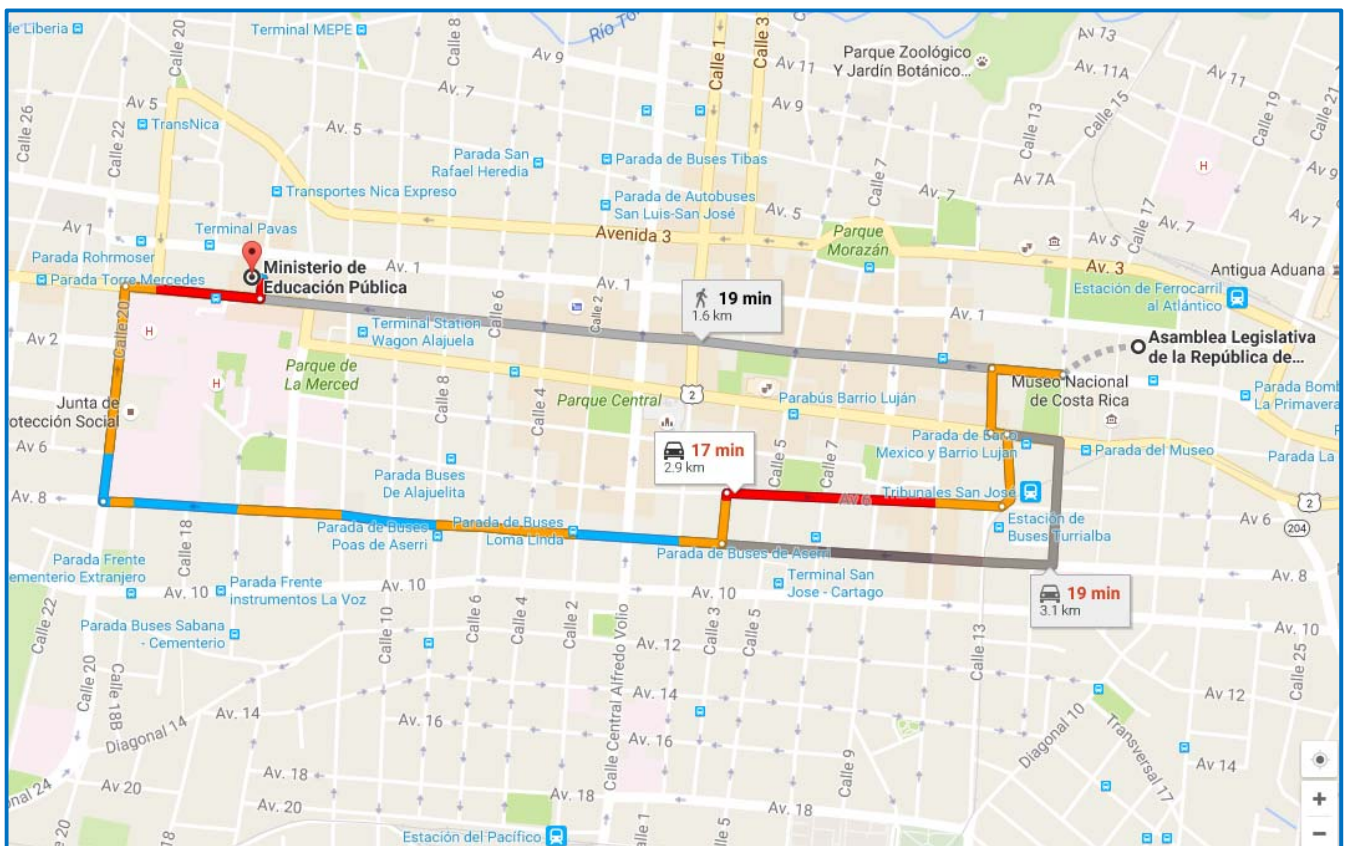 de Liberia
Calle 20
Terminal MEPE
Calle 8
Río To
Calle 1
Calle 3
Parque Zoológico
Y Jardín Botánico...
Av 13
Av. 11A
Av 11
Calle 19
Calle 21
Av 9
Av 11
Calle 26
Calle 22
Av 5
TransNica
Av. 7
Av. 5
Av 9
Calle 13
Calle 15
H
Parada San
Rafael Heredia
Parada de Buses Tibas
Calle 7
Av. 7
Av 7A
Calle 17
Av 9
Transportes Nica Expreso
Parada de Autobuses
San Luis-San José
Av. 5
Av 7
Av 1
Terminal Pavas
Avenida 3
Parque
Morazán
Av 5
Parada Rohrmoser
Av. 3
Parada Torre Mercedes
Ministerio de
Educación Pública
Av. 1
Av. 1
Antigua Aduana
Estación de Ferrocarril
al Atlántico
19 min
1.6 km
Calle 6
Calle 2
Av. 1
Calle 20
H
Terminal Station
Wagon Alajuela
Asamblea Legislativa
de la República de...
Av 2
Parque de
La Merced
Calle 8
H
Calle 4
Parque Central
2
Parabús Barrio Luján
Museo Nacional
de Costa Rica
Parada Bomb
La Primavera
Junta de
otección Social
17 min
2.9 km
Calle 5
Calle 7
Parada de Barrio
Mexico y Barrio Luján
Parada del Museo
Parada La
Av 6
Parada Buses
De Alajuelita
AV 6
Tribunales San José
2
Av. 8
Calle 18
Parada de Buses
Poas de Aserri
Parada de Buses
Loma Linda
Estación de
Buses Turrialba
Av 6
204
Parada de Buses de Aserri
Parada Frente
ementerio Extranjero
Av. 10
Parada Frente
instrumentos La Voz
Terminal San
Jose - Cartago
Av. 8
Av. 10
19 min
3.1 km
Calle 22
Parada Buses Sabana
- Cementerio
Calle 10
Calle 6
Calle 4
Calle 2
Calle 3
Calle 5
Av. 12
Calle 13
Av. 10
Calle 20
Calle 18B
Calle Central Alfredo Volio
Av. 14
Calle 25
Av 12
Diagonal 14
Av. 14
Av. 16
Av. 16
Calle 9
Diagonal 10
Transversal 17
Av 14
Av. 18
onal 24
Av 20
Av. 20
Av. 18
Av. 18
20
18
Estación del Pacífico
Calle 1
+
−